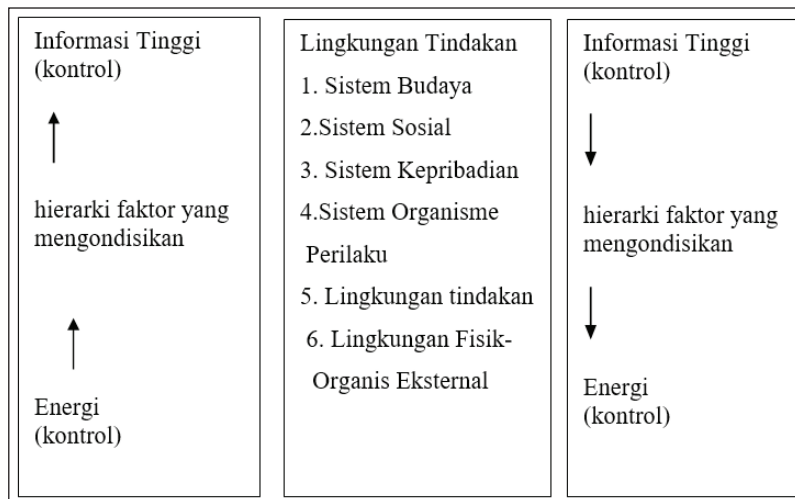 Informasi Tinggi
(kontrol)
hierarki faktor yang
mengondisikan
Energi
(kontrol)
Lingkungan Tindakan
1. Sistem Budaya
2.Sistem Sosial
3. Sistem Kepribadian
4.Sistem Organisme
Perilaku
5. Lingkungan tindakan
6. Lingkungan Fisik-
Organis Eksternal
Informasi Tinggi
(kontrol)
hierarki faktor yang
mengondisikan
Energi
(kontrol)